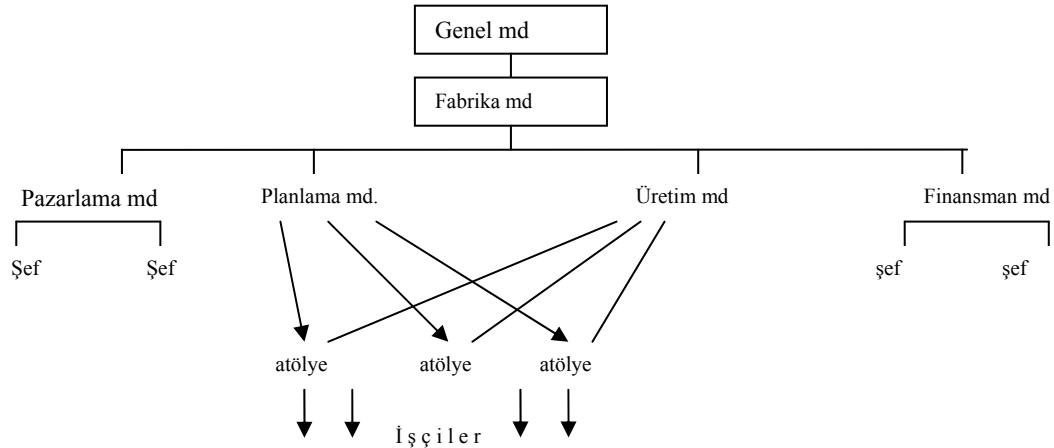 Genel md
Fabrika md
Pazarlama md Planlama md. Üretim md Finansman md
Şef Şef şef şef
atölye atölye atölye
İ ş ç i l e r